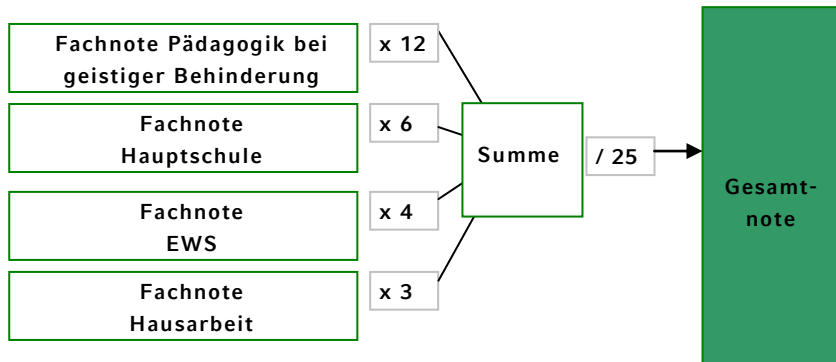 Fachnote Pädagogik bei
geistiger Behinderung
x 12
Fachnote
Hauptschule
x 6
Fachnote
EWS
x 4
Fachnote
Hausarbeit
x 3
Summe
/ 25
Gesamt-
note